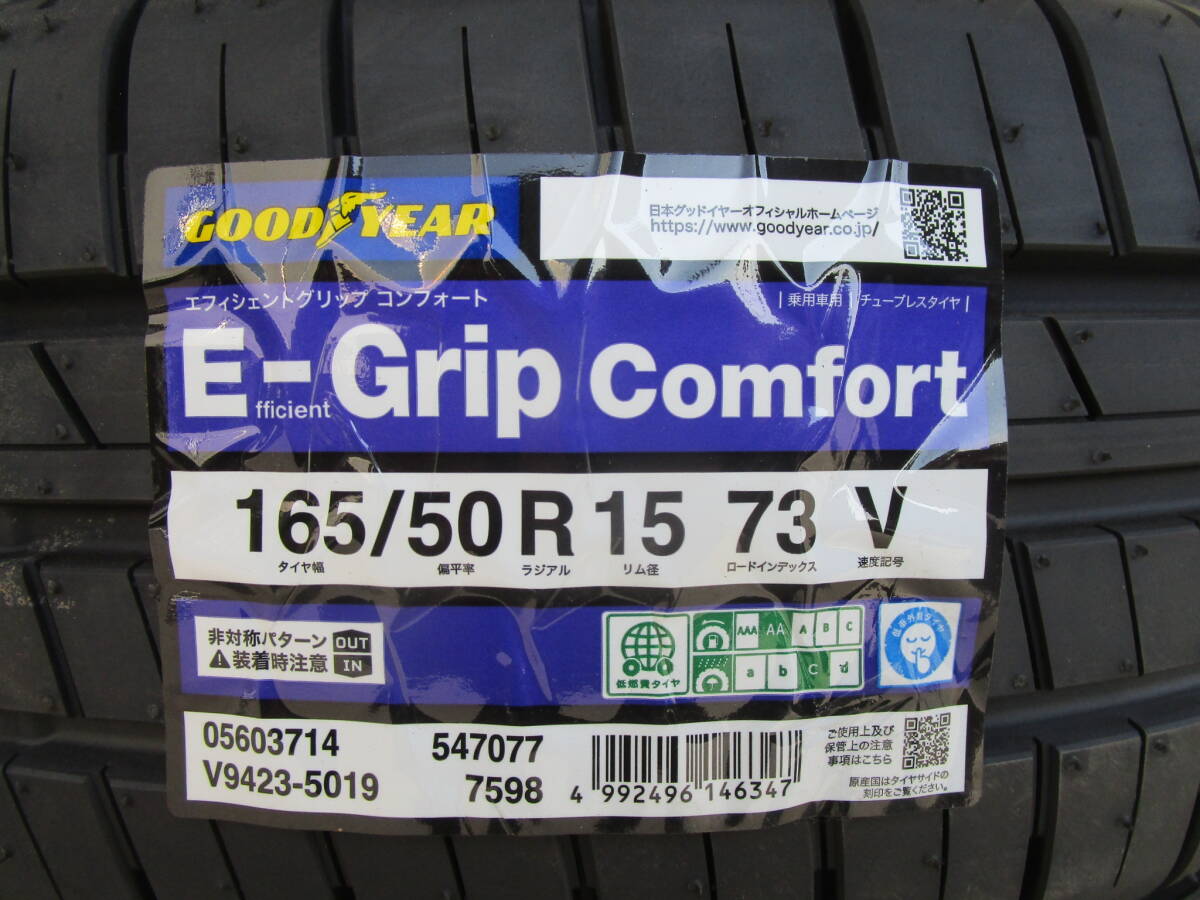 GOODYEAR
日本グッドイヤーオフィシャルホームページ
https://www.goodyear.co.jp/
エフィシェントグリップ コンフォート
| 乗用車用 | チューブレスタイヤ |
E-Grip Comfort
fficient
165/50 R 15 73 V
タイヤ幅 偏平率 ラジアル リム径 ロードインデックス 速度記号
非対称パターン
装着時注意
OUT
IN
低燃費タイヤ
AAA AA A B C
a b c d
低車外音タイヤ
05603714 547077
V9423-5019 7598
4 992496 146347
ご使用上及び
保管上の注意
事項はこちら
原産国はタイヤサイドの
刻印をご覧ください。